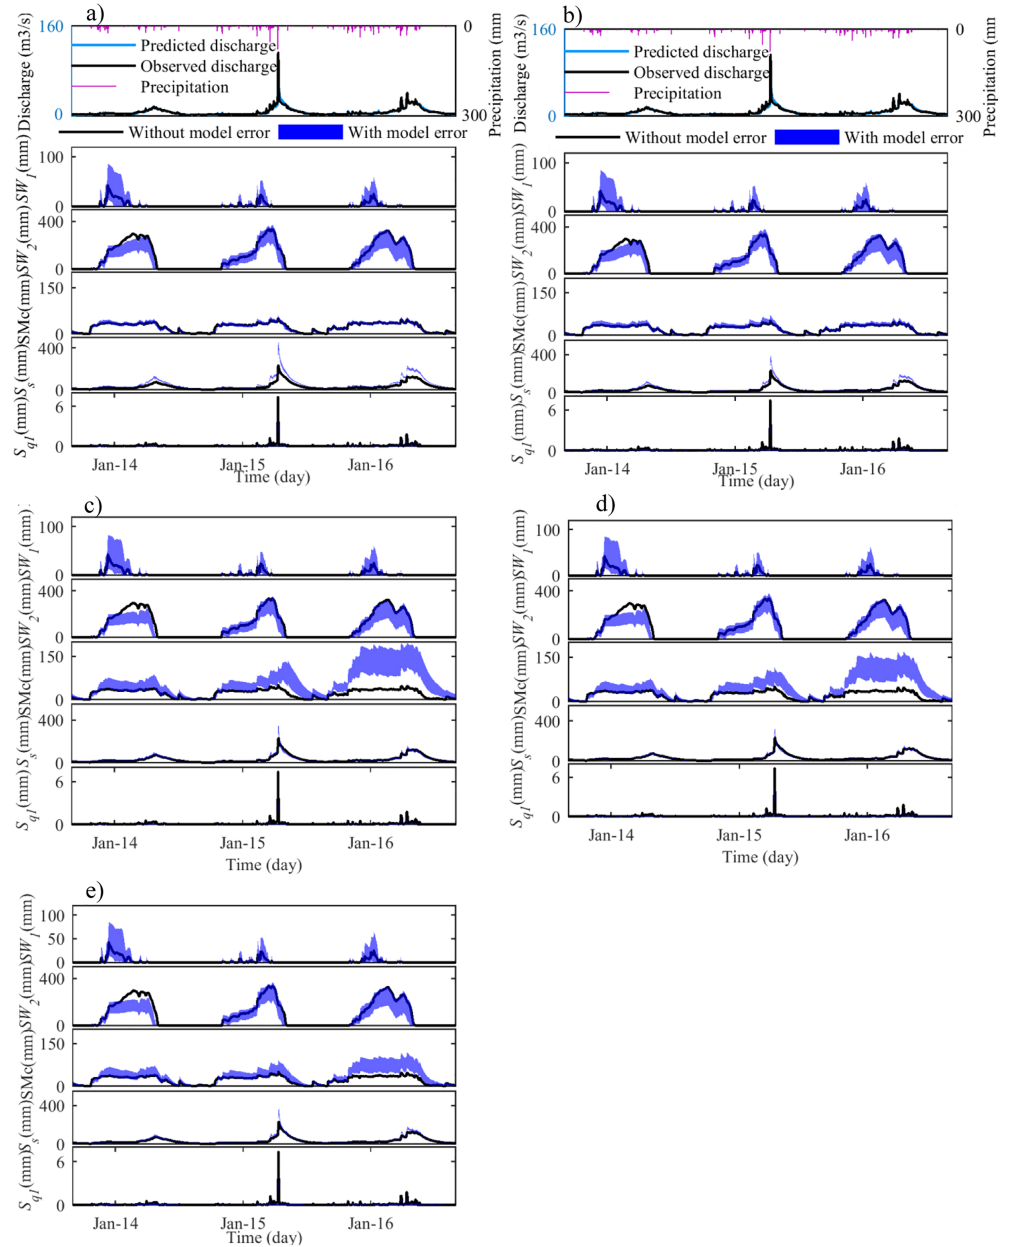 a)
160
0
Discharge (m3/s)
Predicted discharge
Observed discharge
Precipitation
0
300
Precipitation (mm
Without model error
With model error
100
0
SW1(mm)
400
0
SW2(mm)
150
0
SMc(mm)
400
0
Ss(mm)
6
0
Sq1(mm)
Jan-14
Jan-15
Jan-16
Time (day)
b)
160
0
Discharge (m3/s)
Predicted discharge
Observed discharge
Precipitation
0
300
Precipitation (mm
Without model error
With model error
100
0
SW1(mm)
400
0
SW2(mm)
150
0
SMc(mm)
400
0
Ss(mm)
6
0
Sq1(mm)
Jan-14
Jan-15
Jan-16
Time (day)
c)
100
0
SW1(mm)
400
0
SW2(mm)
150
0
SMc(mm)
400
0
Ss(mm)
6
0
Sq1(mm)
Jan-14
Jan-15
Jan-16
Time (day)
d)
100
0
SW1(mm)
400
0
SW2(mm)
150
0
SMc(mm)
400
0
Ss(mm)
6
0
Sq1(mm)
Jan-14
Jan-15
Jan-16
Time (day)
e)
100
50
0
SW1(mm)
400
0
SW2(mm)
150
0
SMc(mm)
400
0
Ss(mm)
6
0
Sq1(mm)
Jan-14
Jan-15
Jan-16
Time (day)